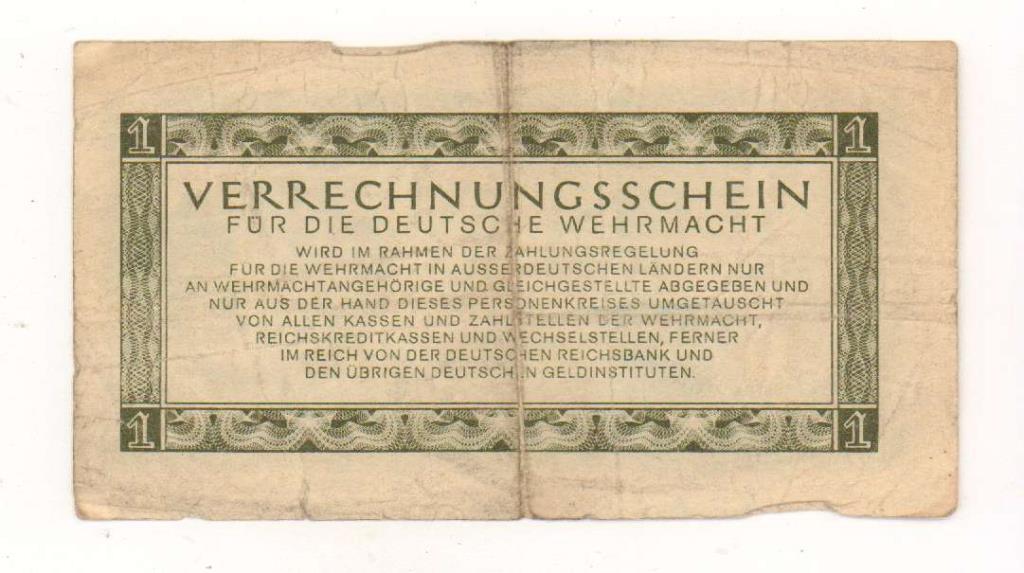 1 1
VERRECHNUNGSSCHEIN
FÜR DIE DEUTSCHE WEHRMACHT
WIRD IM RAHMEN DER ZAHLUNGSREGELUNG
FÜR DIE WEHRMACHT IN AUSSERDEUTSCHEN LÄNDERN NUR
AN WEHRMACHTANGEHÖRIGE UND GLEICHGESTELLTE ABGEGEBEN UND
NUR AUS DER HAND DIESES PERSONENKREISES UMGETAUSCHT
VON ALLEN KASSEN UND ZAHLSTELLEN DER WEHRMACHT,
REICHSKREDITKASSEN UND WECHSELSTELLEN, FERNER
IM REICH VON DER DEUTSCHEN REICHSBANK UND
DEN ÜBRIGEN DEUTSCHEN GELDINSTITUTEN.
1 1